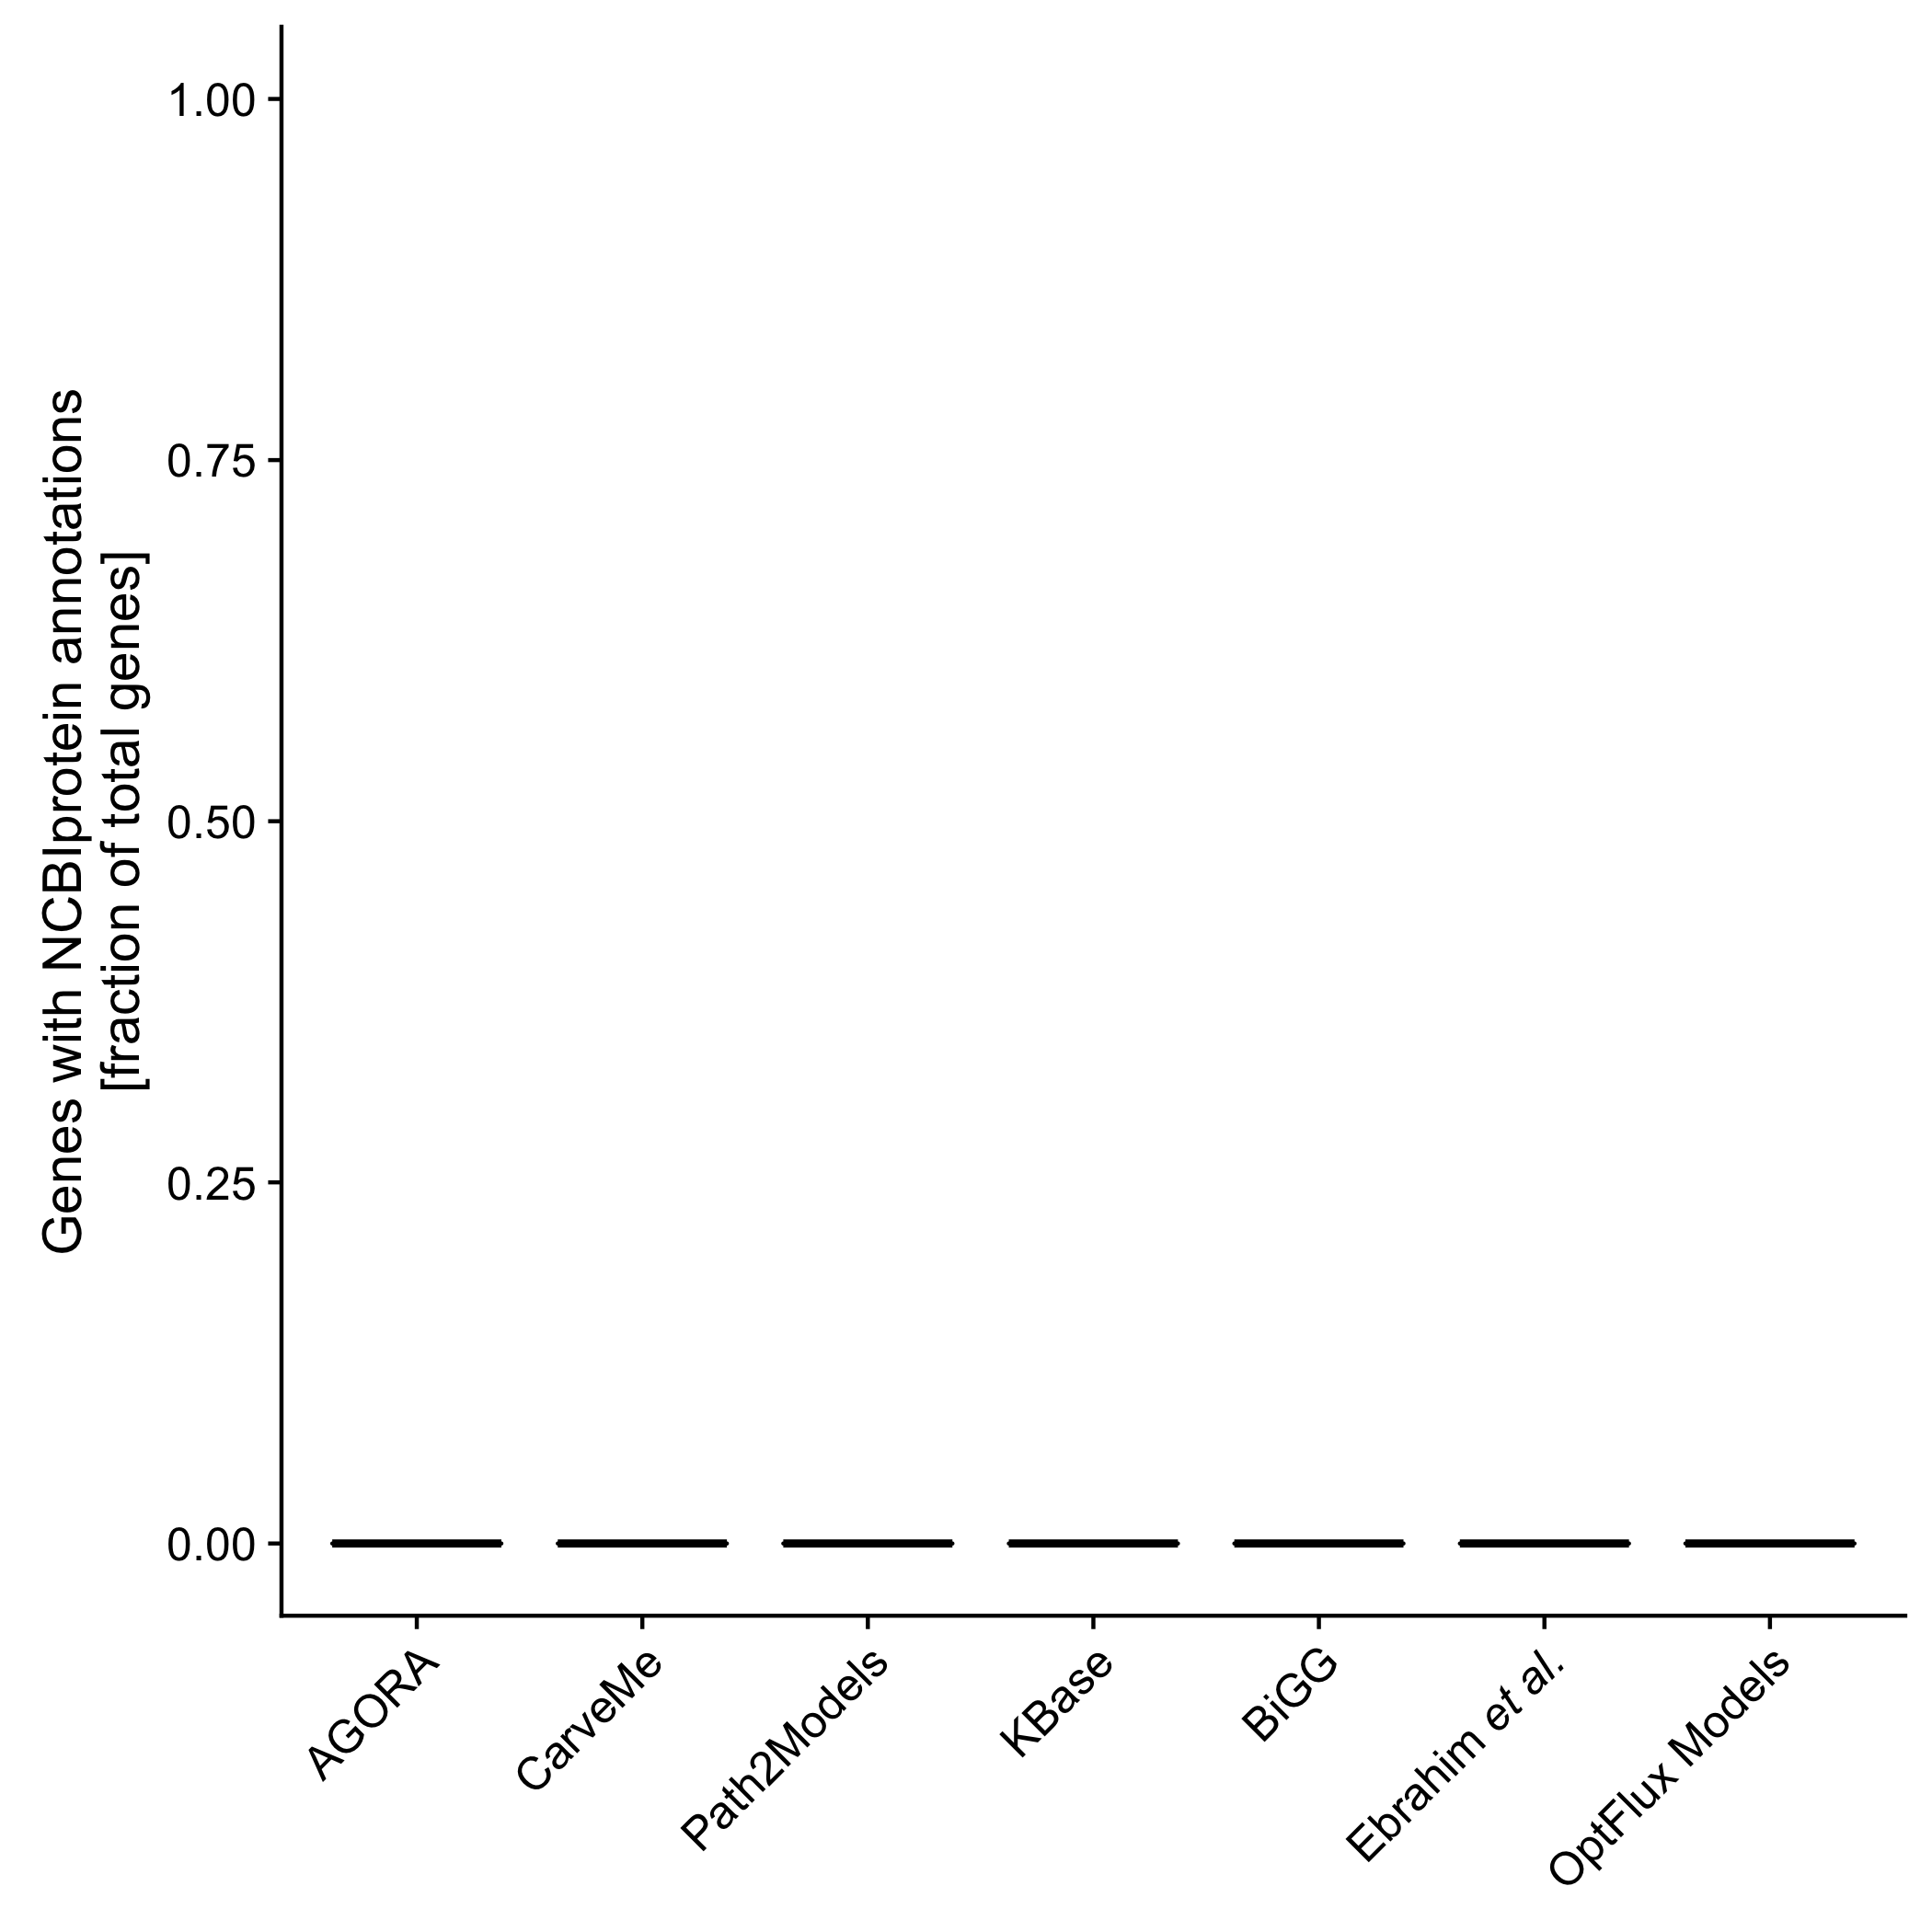 Genes with NCBIprotein annotations
[fraction of total genes]
1.00
0.75
0.50
0.25
0.00
AGORA
CarveMe
Path2Models
KBase
BiGG
Ebrahim et al.
OptFlux Models